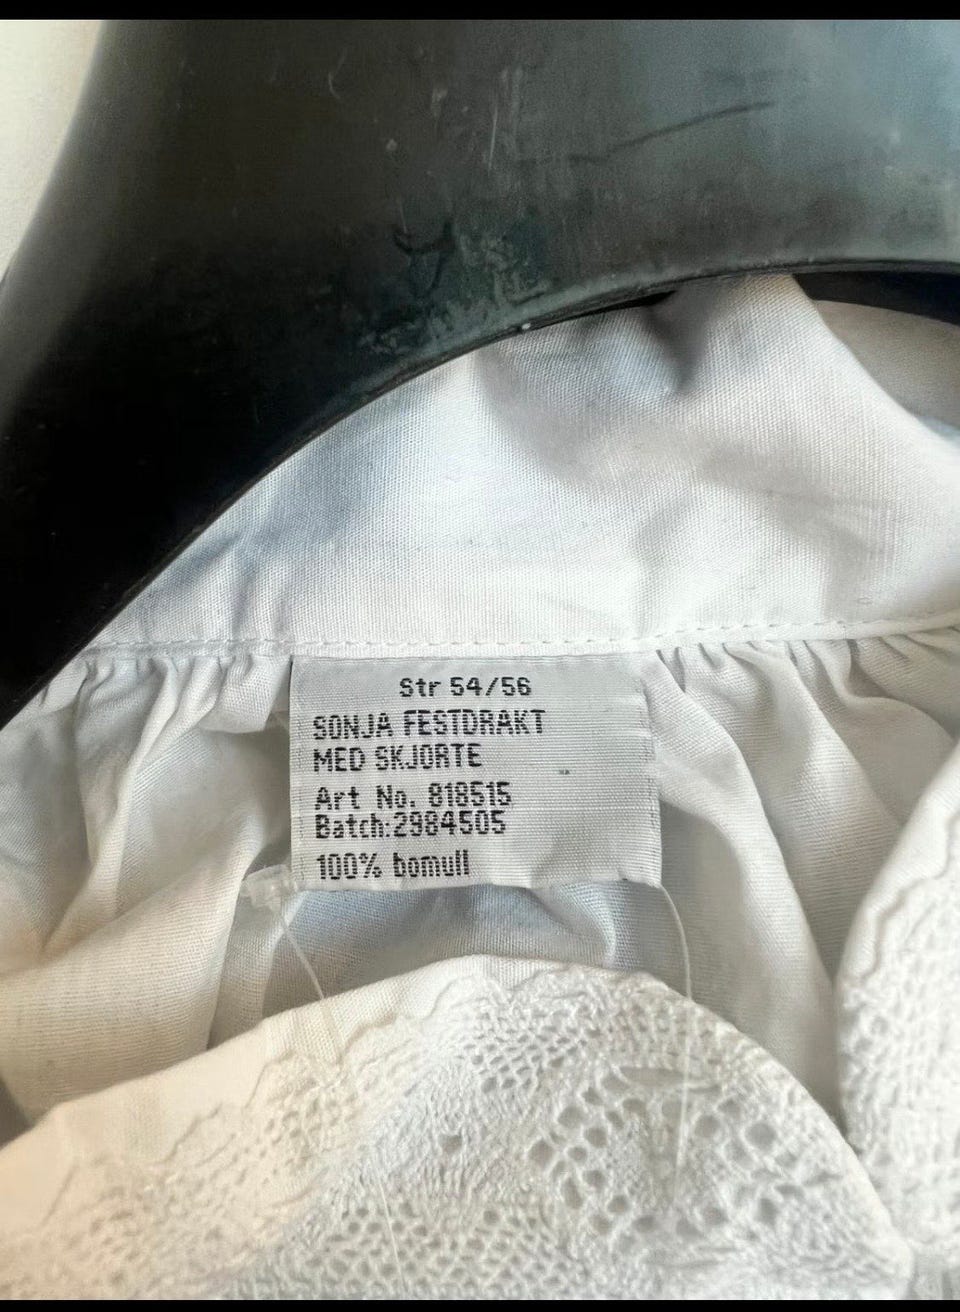 Str 54/56
SONJA FESTDRAKT
MED SKJORTE
Art No. 818515
Batch:2984505
100% bomull